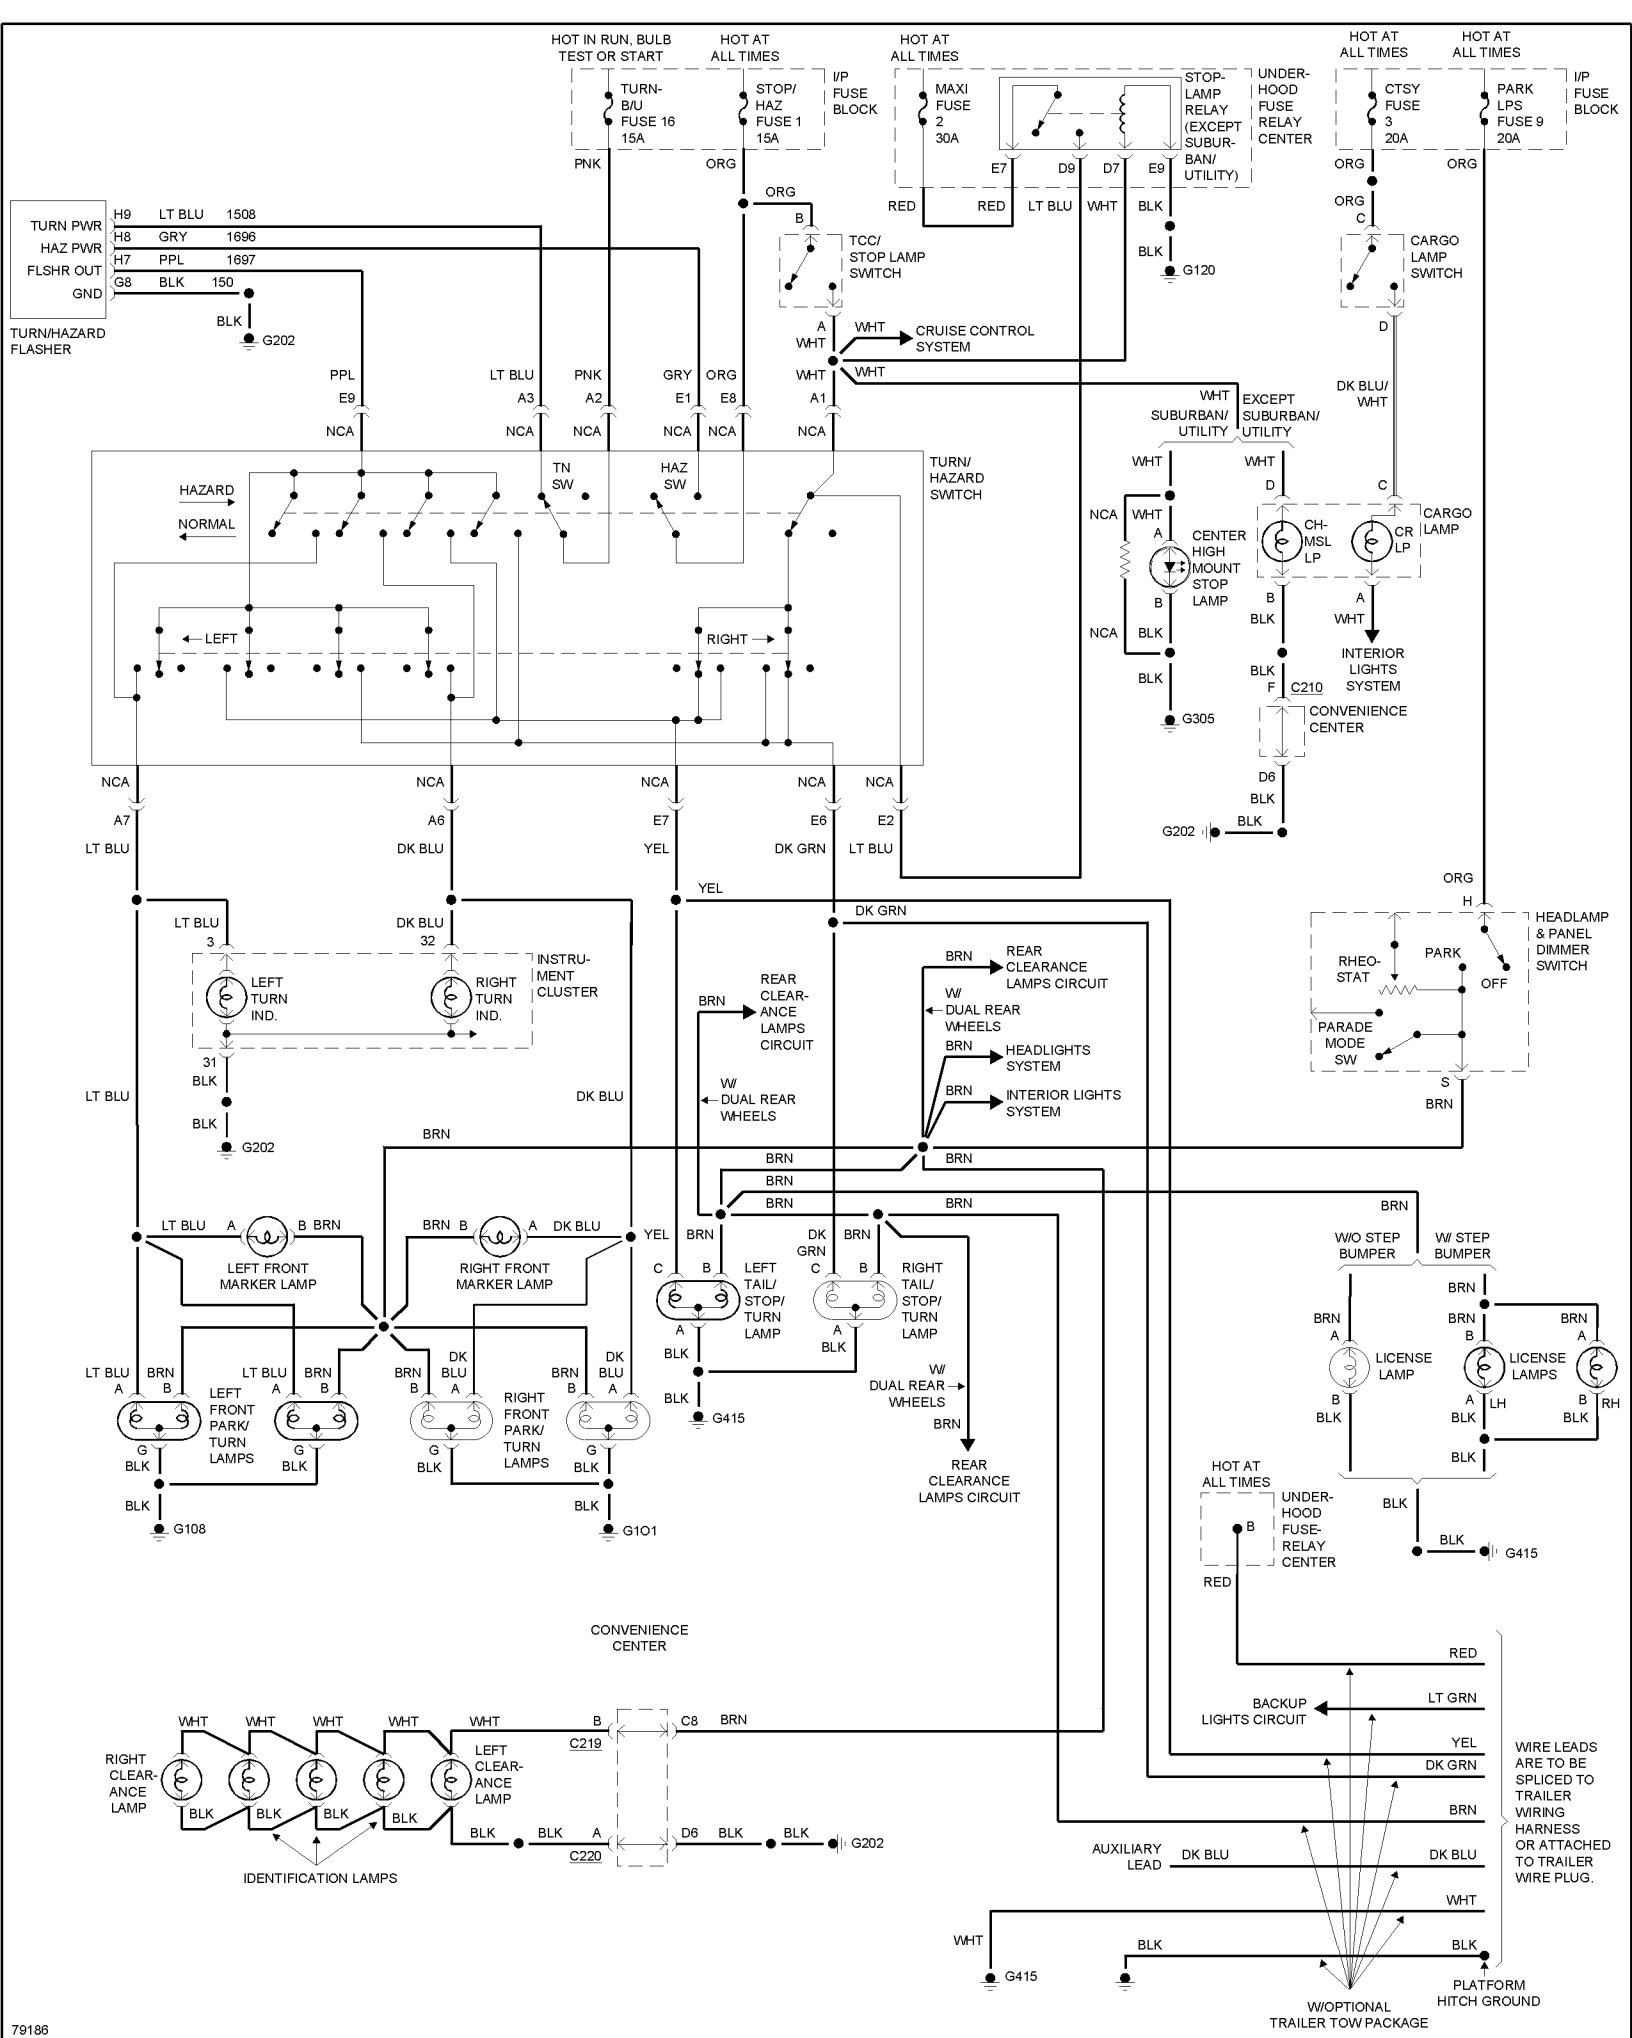 HOT IN RUN, BULB
TEST OR START
HOT AT
ALL TIMES
HOT AT
ALL TIMES
HOT AT
ALL TIMES
HOT AT
ALL TIMES
TURN-
B/U
FUSE 16
15A
STOP/
HAZ
FUSE 1
15A
I/P
FUSE
BLOCK
MAXI
FUSE
2
30A
STOP-
LAMP
RELAY
(EXCEPT
SUBUR-
BAN/
UTILITY)
UNDER-
HOOD
FUSE
RELAY
CENTER
CTSY
FUSE
3
20A
PARK
LPS
FUSE 9
20A
I/P
FUSE
BLOCK
PNK
ORG
ORG
E7
D9
D7
E9
RED
RED
LT BLU
WHT
BLK
BLK
G120
ORG
ORG
C
ORG
TURN PWR
HAZ PWR
FLSHR OUT
GND
H9 LT BLU 1508
H8 GRY 1696
H7 PPL 1697
G8 BLK 150
BLK
G202
TURN/HAZARD
FLASHER
B
TCC/
STOP LAMP
SWITCH
A
WHT
WHT
CRUISE CONTROL
SYSTEM
WHT
WHT
CARGO
LAMP
SWITCH
D
DK BLU/
WHT
PPL
E9
NCA
LT BLU
A3
NCA
PNK
A2
NCA
GRY
E1
NCA
ORG
E8
NCA
A1
NCA
WHT
SUBURBAN/
UTILITY
EXCEPT
SUBURBAN/
UTILITY
HAZARD
NORMAL
TN
SW
HAZ
SW
TURN/
HAZARD
SWITCH
LEFT
RIGHT
WHT
NCA
WHT
A
CENTER
HIGH
MOUNT
STOP
LAMP
B
NCA
BLK
BLK
G305
WHT
D
C
CH-
MSL
LP
CR
LP
CARGO
LAMP
B
A
BLK
WHT
INTERIOR
LIGHTS
SYSTEM
BLK
F
C210
CONVENIENCE
CENTER
D6
BLK
G202
BLK
NCA
A7
LT BLU
NCA
A6
DK BLU
NCA
E7
YEL
NCA
E6
DK GRN
NCA
E2
LT BLU
YEL
DK GRN
LT BLU
3
DK BLU
32
LEFT
TURN
IND.
RIGHT
TURN
IND.
INSTRU-
MENT
CLUSTER
31
BLK
BLK
G202
LT BLU
DK BLU
ORG
H
HEADLAMP
& PANEL
DIMMER
SWITCH
RHEO-
STAT
PARK
OFF
PARADE
MODE
SW
S
BRN
BRN
REAR
CLEAR-
ANCE
LAMPS
CIRCUIT
BRN
REAR
CLEARANCE
LAMPS CIRCUIT
W/
DUAL REAR
WHEELS
BRN
HEADLIGHTS
SYSTEM
BRN
INTERIOR LIGHTS
SYSTEM
W/
DUAL REAR
WHEELS
BRN
BRN
BRN
BRN
BRN
BRN
BRN
LT BLU
A
B
BRN
LEFT FRONT
MARKER LAMP
BRN
B
A
DK BLU
RIGHT FRONT
MARKER LAMP
YEL
BRN
C
B
LEFT
TAIL/
STOP/
TURN
LAMP
DK
GRN
BRN
C
B
RIGHT
TAIL/
STOP/
TURN
LAMP
A
BLK
A
BLK
BLK
G415
W/
DUAL REAR
WHEELS
BRN
REAR
CLEARANCE
LAMPS CIRCUIT
LT BLU
A
BRN
B
LT BLU
A
BRN
B
BRN
B
DK
BLU
A
BRN
B
DK
BLU
A
LEFT
FRONT
PARK/
TURN
LAMPS
RIGHT
FRONT
PARK/
TURN
LAMPS
G
BLK
BLK
G
BLK
G
BLK
BLK
G108
G101
BLK
W/O STEP
BUMPER
W/ STEP
BUMPER
BRN
BRN
A
LICENSE
LAMP
B
BLK
BRN
B
LICENSE
LAMPS
A LH
BLK
BRN
A
B RH
BLK
BLK
BLK
BLK
G415
HOT AT
ALL TIMES
B
UNDER-
HOOD
FUSE-
RELAY
CENTER
RED
CONVENIENCE
CENTER
WHT
WHT
WHT
WHT
WHT
B
C219
C8
BRN
RIGHT
CLEAR-
ANCE
LAMP
LEFT
CLEAR-
ANCE
LAMP
BLK
BLK
BLK
BLK
BLK
BLK
A
C220
D6
BLK
BLK
G202
IDENTIFICATION LAMPS
RED
BACKUP
LIGHTS CIRCUIT
LT GRN
YEL
DK GRN
BRN
AUXILIARY
LEAD
DK BLU
DK BLU
WHT
WHT
G415
BLK
BLK
WIRE LEADS
ARE TO BE
SPLICED TO
TRAILER
WIRING
HARNESS
OR ATTACHED
TO TRAILER
WIRE PLUG.
PLATFORM
HITCH GROUND
W/OPTIONAL
TRAILER TOW PACKAGE
79186